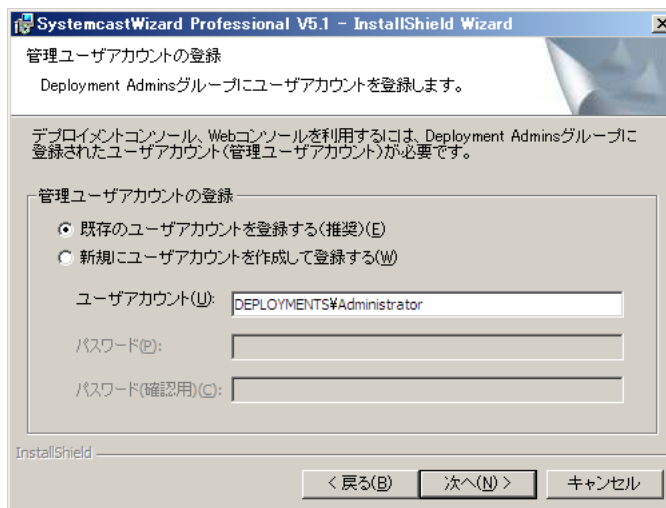 SystemcastWizard Professional V5.1 - InstallShield Wizard
管理ユーザアカウントの登録
Deployment Adminsグループにユーザアカウントを登録します。
デプロイメントコンソール、Webコンソールを利用するには、Deployment Adminsグループに
登録されたユーザアカウント(管理ユーザアカウント)が必要です。
管理ユーザアカウントの登録
既存のユーザアカウントを登録する(推奨)(E)
新規にユーザアカウントを作成して登録する(W)
ユーザアカウント(U): DEPLOYMENTS¥Administrator
パスワード(P):
パスワード(確認用)(C):
InstallShield
< 戻る(B) 次へ(N) > キャンセル